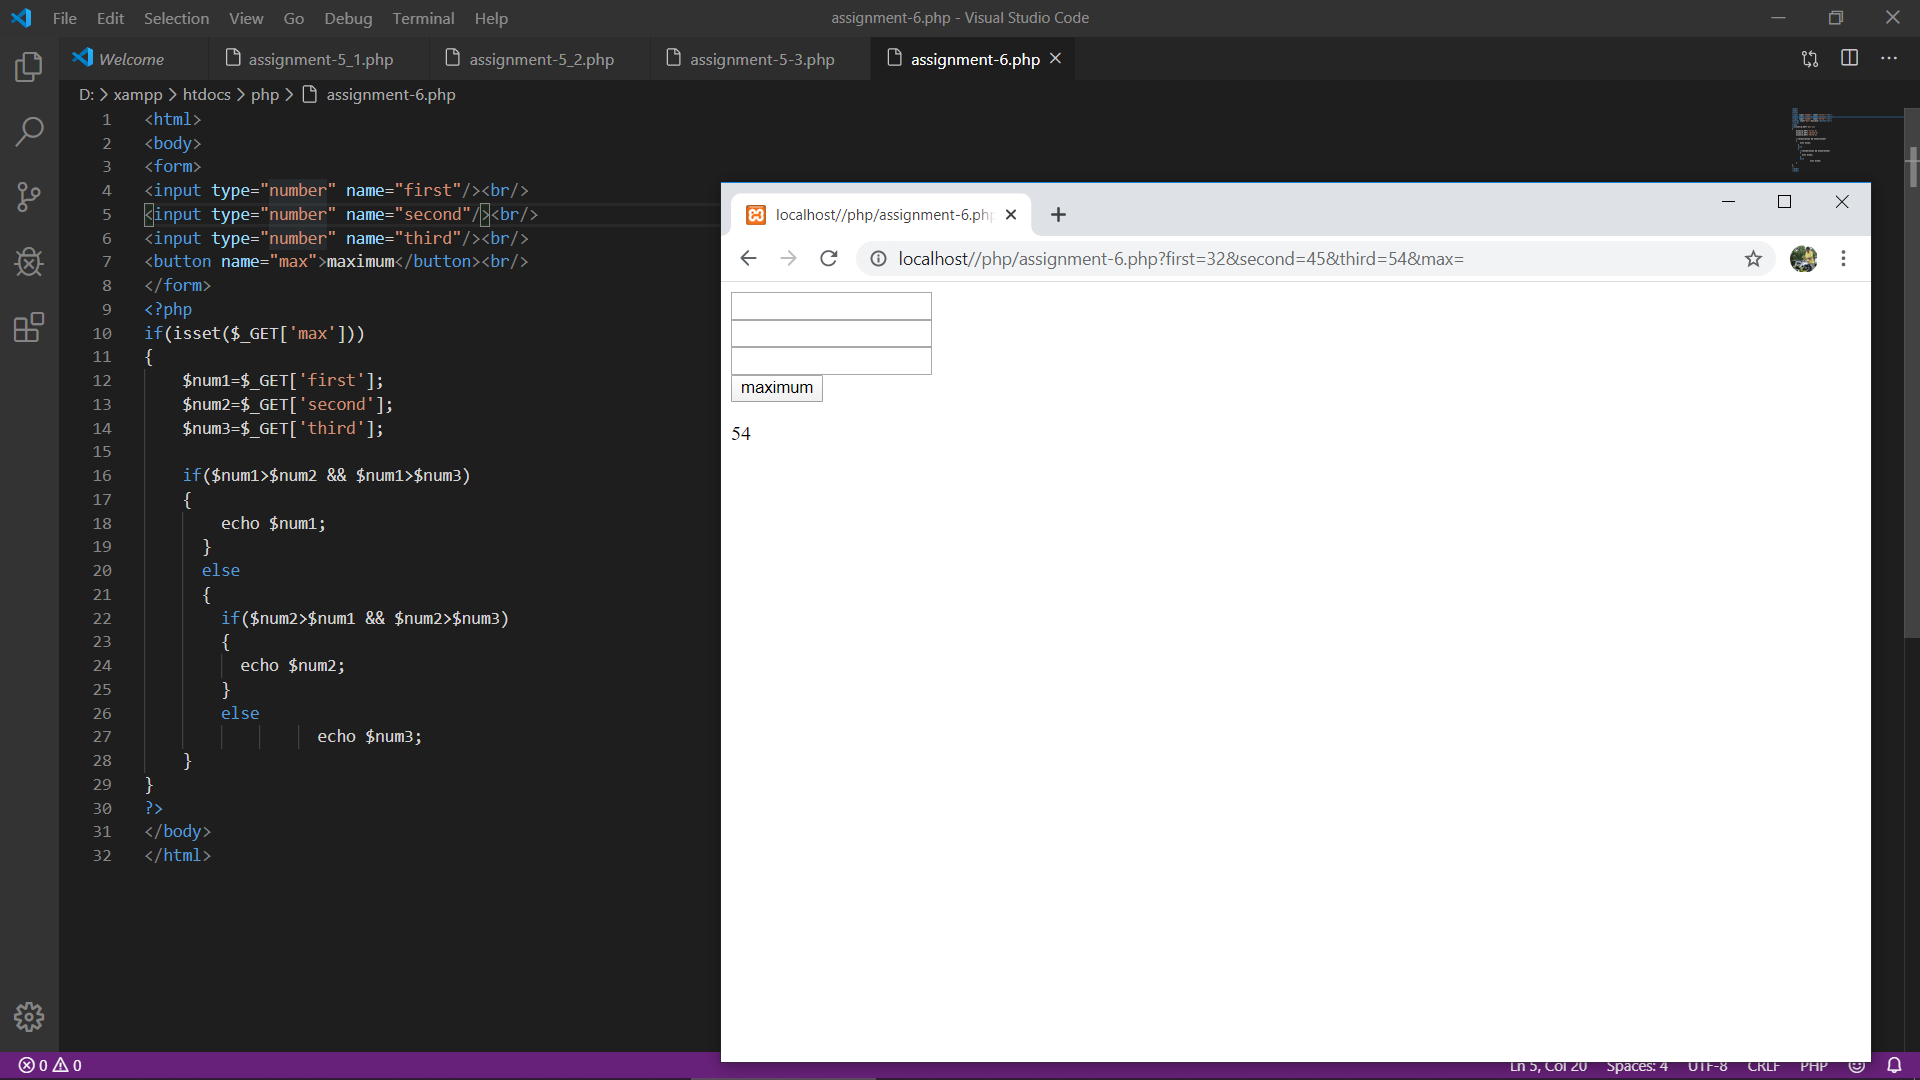 File Edit Selection View Go Debug Terminal Help
assignment-6.php - Visual Studio Code
Welcome assignment-5_1.php assignment-5_2.php assignment-5-3.php assignment-6.php
D: > xampp > htdocs > php > assignment-6.php
1 <html>
2 <body>
3 <form>
4 <input type="number" name="first"/><br/>
5 <input type="number" name="second"/><br/>
6 <input type="number" name="third"/><br/>
7 <button name="max">maximum</button><br/>
8 </form>
9 <?php
10 if(isset($_GET['max']))
11 {
12 $num1=$_GET['first'];
13 $num2=$_GET['second'];
14 $num3=$_GET['third'];
15
16 if($num1>$num2 && $num1>$num3)
17 {
18 echo $num1;
19 }
20 else
21 {
22 if($num2>$num1 && $num2>$num3)
23 {
24 echo $num2;
25 }
26 else
27 echo $num3;
28 }
29 }
30 ?>
31 </body>
32 </html>
localhost//php/assignment-6.php
localhost//php/assignment-6.php?first=32&second=45&third=54&max=
maximum
54
0 0
Ln 5, Col 20 Spaces: 4 UTF-8 CRLF PHP